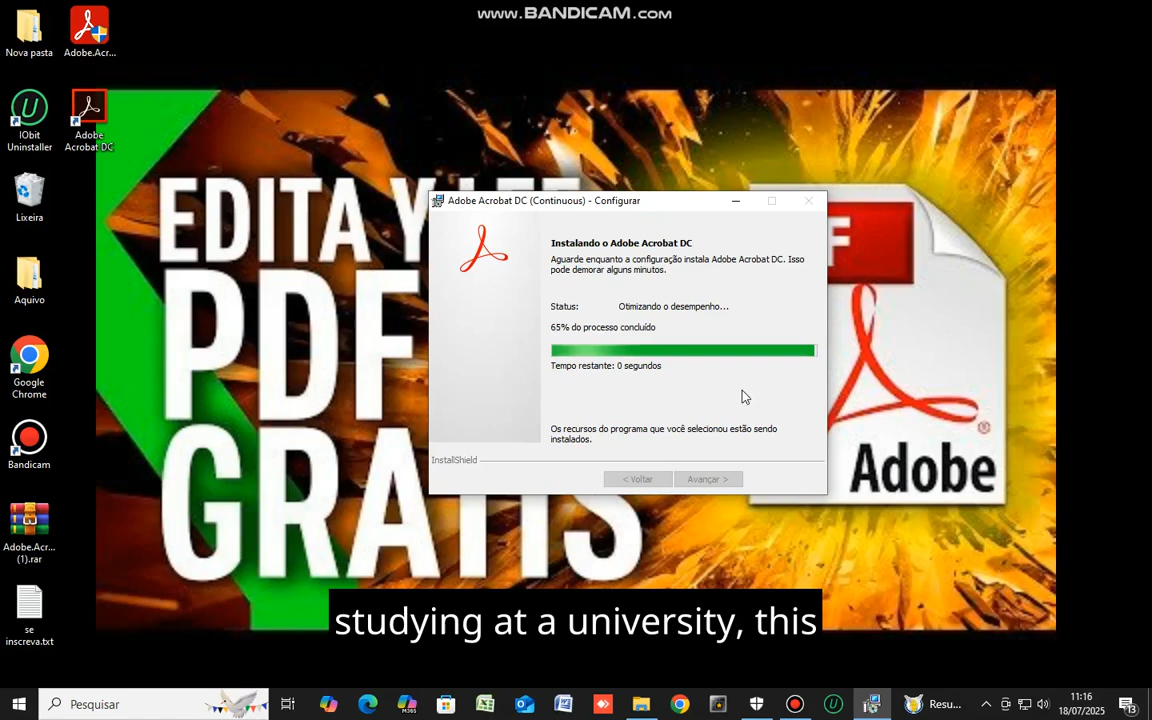 www.BANDICAM.com
Nova pasta
Adobe.Acr...
IObit
Uninstaller
Adobe
Acrobat DC
Lixeira
Aquivo
Google
Chrome
Bandicam
Adobe.Acr...
(1).rar
se
inscreva.txt
EDITA Y
PDF
GRATIS
Adobe
Adobe Acrobat DC (Continuous) - Configurar
Instalando o Adobe Acrobat DC
Aguarde enquanto a configuração instala Adobe Acrobat DC. Isso
pode demorar alguns minutos.
Status: Otimizando o desempenho...
65% do processo concluído
Tempo restante: 0 segundos
Os recursos do programa que você selecionou estão sendo
instalados.
InstallShield
< Voltar
Avançar >
studying at a university, this
Pesquisar
M365
Resu...
11:16
18/07/2025
13